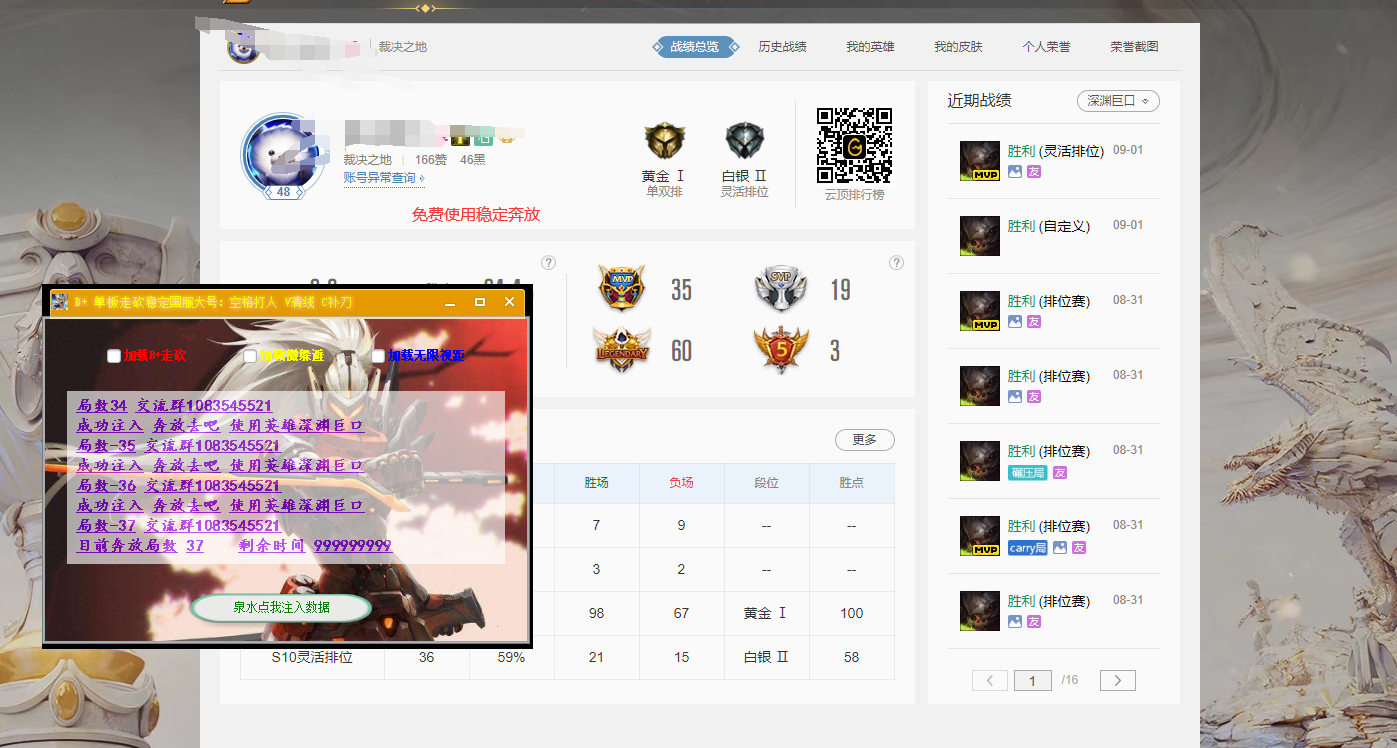 裁决之地
战绩总览
历史战绩
我的英雄
我的皮肤
个人荣誉
荣誉截图
48
裁决之地 | 166赞 46黑
账号异常查询
免费使用稳定奔放
黄金 Ⅰ
单双排
白银 Ⅱ
灵活排位
云顶排行榜
MVP
35
SVP
19
LEGENDARY
60
5
3
更多
胜场 负场 段位 胜点
7 9 -- --
3 2 -- --
98 67 黄金 Ⅰ 100
S10灵活排位 36 59% 21 15 白银 Ⅱ 58
B+ 单板走砍稳定国服大号: 空格打人 V清线 C补刀
加载B+走砍
加载微躲避
加载无限视距
局数34 交流群1083545521
成功注入 奔放去吧 使用英雄深渊巨口
局数-35 交流群1083545521
成功注入 奔放去吧 使用英雄深渊巨口
局数-36 交流群1083545521
成功注入 奔放去吧 使用英雄深渊巨口
局数-37 交流群1083545521
目前奔放局数 37 剩余时间 999999999
泉水点我注入数据
近期战绩
深渊巨口
MVP
胜利 (灵活排位) 09-01
友
胜利 (自定义) 09-01
MVP
胜利 (排位赛) 08-31
友
胜利 (排位赛) 08-31
友
胜利 (排位赛) 08-31
碾压局 友
MVP
胜利 (排位赛) 08-31
carry局 友
胜利 (排位赛) 08-31
友
1 /16